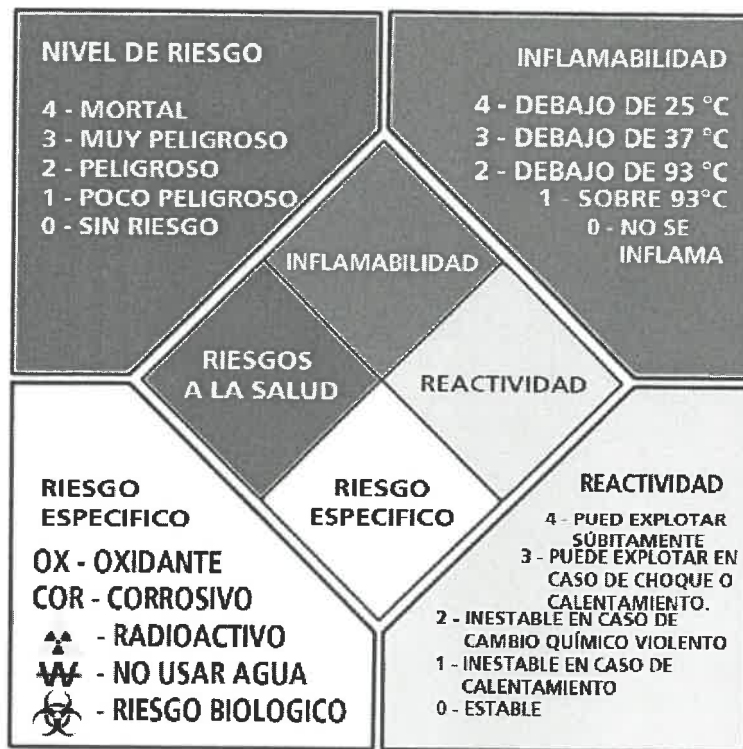 NIVEL DE RIESGO
4 - MORTAL
3 - MUY PELIGROSO
2 - PELIGROSO
1 - POCO PELIGROSO
0 - SIN RIESGO
INFLAMABILIDAD
4 - DEBAJO DE 25 °C
3 - DEBAJO DE 37 °C
2 - DEBAJO DE 93 °C
1 - SOBRE 93°C
0 - NO SE
INFLAMA
INFLAMABILIDAD
RIESGOS
A LA SALUD
REACTIVIDAD
RIESGO
ESPECIFICO
RIESGO
ESPECIFICO
OX - OXIDANTE
COR - CORROSIVO
- RADIOACTIVO
W - NO USAR AGUA
- RIESGO BIOLOGICO
REACTIVIDAD
4 - PUED EXPLOTAR
SÚBITAMENTE
3 - PUEDE EXPLOTAR EN
CASO DE CHOQUE O
CALENTAMIENTO.
2 - INESTABLE EN CASO DE
CAMBIO QUÍMICO VIOLENTO
1 - INESTABLE EN CASO DE
CALENTAMIENTO
0 - ESTABLE